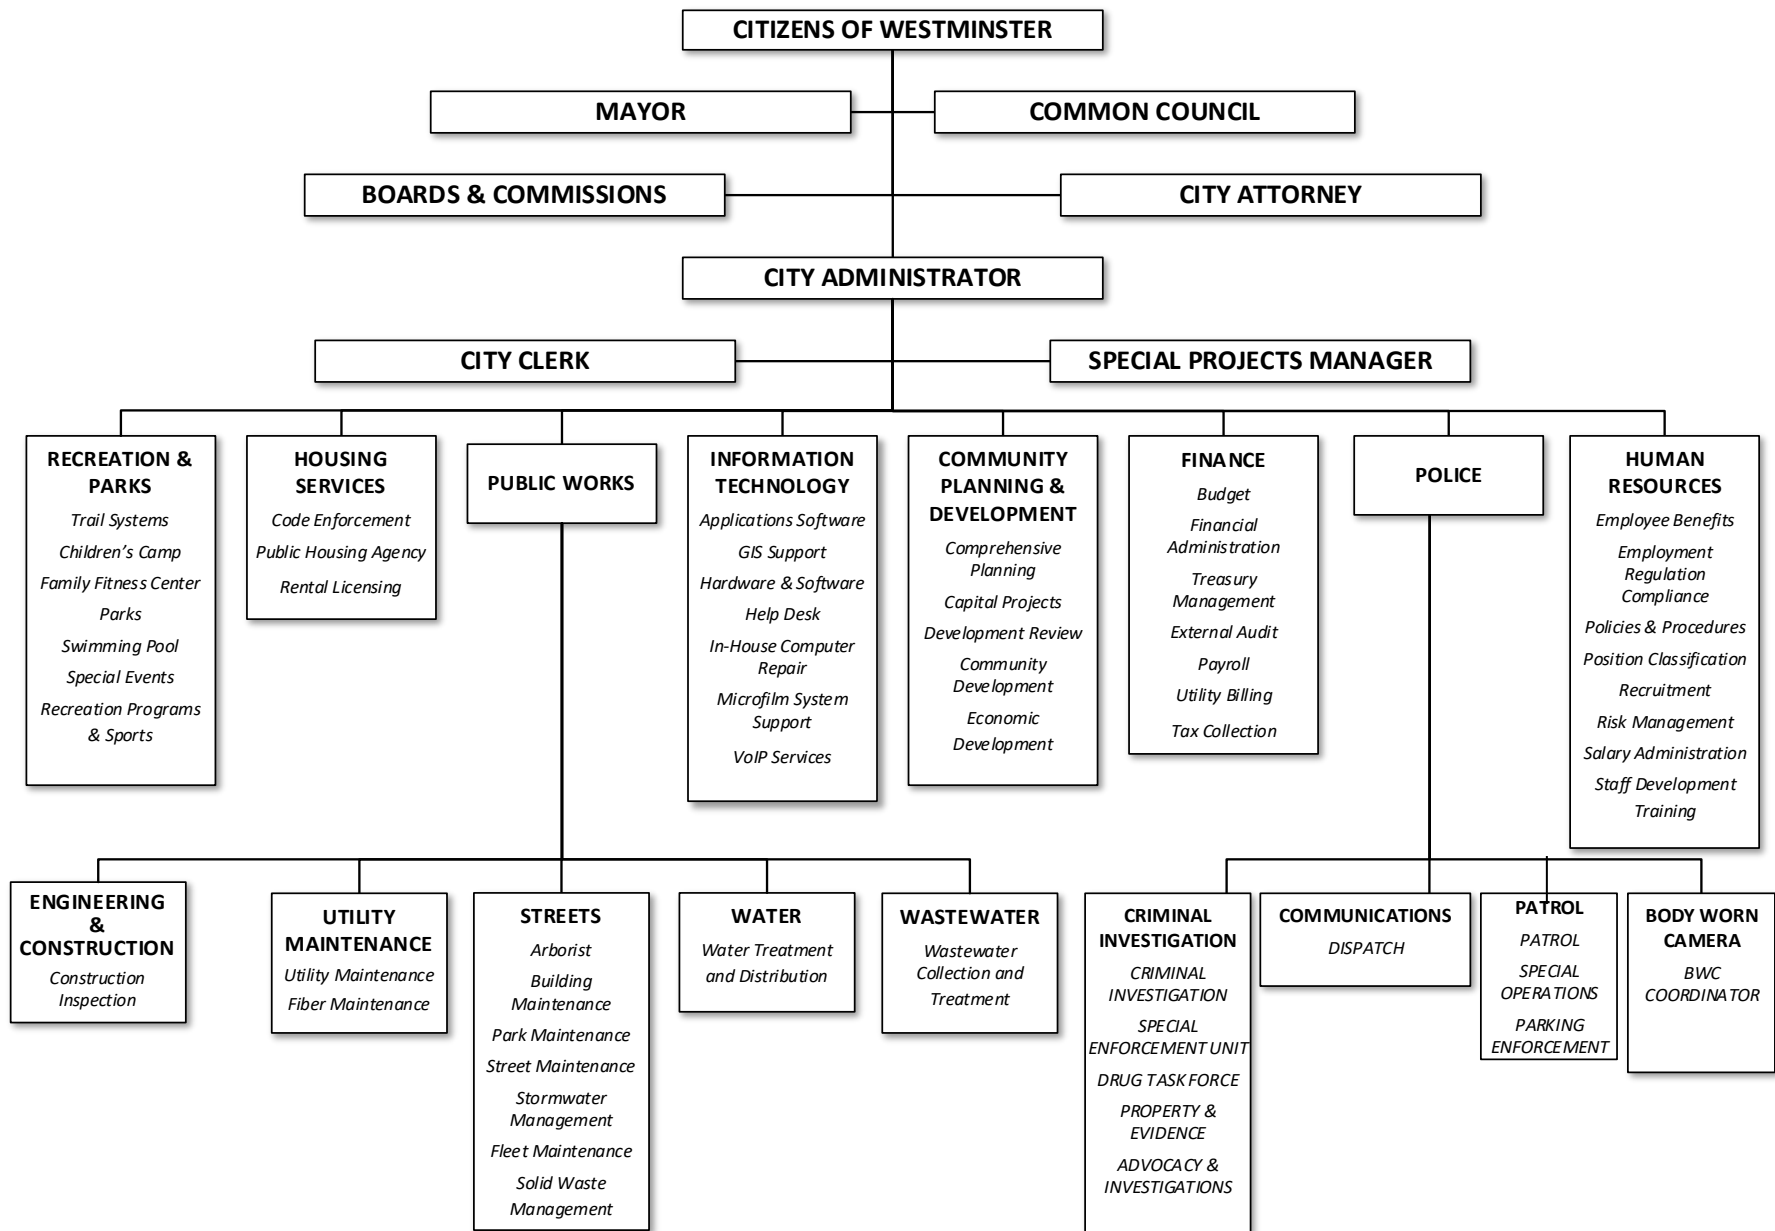 CITIZENS OF WESTMINSTER
MAYOR
COMMON COUNCIL
BOARDS & COMMISSIONS
CITY ATTORNEY
CITY ADMINISTRATOR
CITY CLERK
SPECIAL PROJECTS MANAGER
RECREATION &
PARKS
Trail Systems
Children’s Camp
Family Fitness Center
Parks
Swimming Pool
Special Events
Recreation Programs
& Sports
HOUSING
SERVICES
Code Enforcement
Public Housing Agency
Rental Licensing
PUBLIC WORKS
INFORMATION
TECHNOLOGY
Applications Software
GIS Support
Hardware & Software
Help Desk
In-House Computer
Repair
Microfilm System
Support
VoIP Services
COMMUNITY
PLANNING &
DEVELOPMENT
Comprehensive
Planning
Capital Projects
Development Review
Community
Development
Economic
Development
FINANCE
Budget
Financial
Administration
Treasury
Management
External Audit
Payroll
Utility Billing
Tax Collection
POLICE
HUMAN
RESOURCES
Employee Benefits
Employment
Regulation
Compliance
Policies & Procedures
Position Classification
Recruitment
Risk Management
Salary Administration
Staff Development
Training
ENGINEERING
&
CONSTRUCTION
Construction
Inspection
UTILITY
MAINTENANCE
Utility Maintenance
Fiber Maintenance
STREETS
Arborist
Building
Maintenance
Park Maintenance
Street Maintenance
Stormwater
Management
Fleet Maintenance
Solid Waste
Management
WATER
Water Treatment
and Distribution
WASTEWATER
Wastewater
Collection and
Treatment
CRIMINAL
INVESTIGATION
CRIMINAL
INVESTIGATION
SPECIAL
ENFORCEMENT UNIT
DRUG TASK FORCE
PROPERTY &
EVIDENCE
ADVOCACY &
INVESTIGATIONS
COMMUNICATIONS
DISPATCH
PATROL
PATROL
SPECIAL
OPERATIONS
PARKING
ENFORCEMENT
BODY WORN
CAMERA
BWC
COORDINATOR